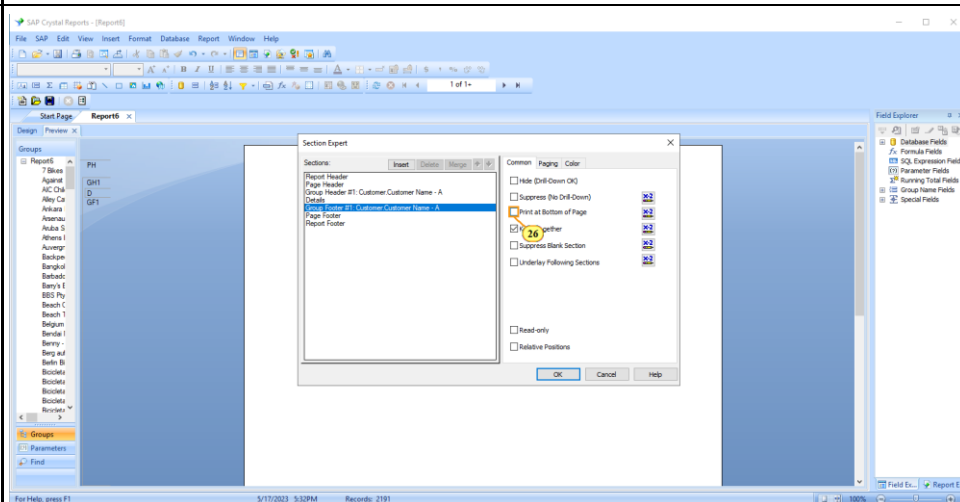 SAP Crystal Reports - [Report6]
File SAP Edit View Insert Format Database Report Window Help
1 of 1+
Start Page Report6 ×
Field Explorer
Design Preview ×
Groups
Report6
7 Bikes
Against
AIC Chil
Alley Ca
Ankara
Arsenau
Aruba S
Athens I
Auvergr
Backpe
Bangkol
Barbado
Barry's E
BBS Pty
Beach C
Beach T
Belgium
Bendai I
Benny -
Berg auf
Berlin Bi
Bicicleta
Bicicleta
Bicicleta
Bicicleta
Bicicleta
PH
GH1
D
GF1
Section Expert
Sections: Insert Delete Merge
Report Header
Page Header
Group Header #1: Customer.Customer Name - A
Details
Group Footer #1: Customer.Customer Name - A
Page Footer
Report Footer
Common Paging Color
Hide (Drill-Down OK)
Suppress (No Drill-Down)
Print at Bottom of Page
26
gether
Suppress Blank Section
Underlay Following Sections
Read-only
Relative Positions
OK Cancel Help
Database Fields
Formula Fields
SQL Expression Field
Parameter Fields
Running Total Fields
Group Name Fields
Special Fields
Groups
Parameters
Find
Field Ex... Report E
For Help, press F1 5/17/2023 5:32PM Records: 2191 100%